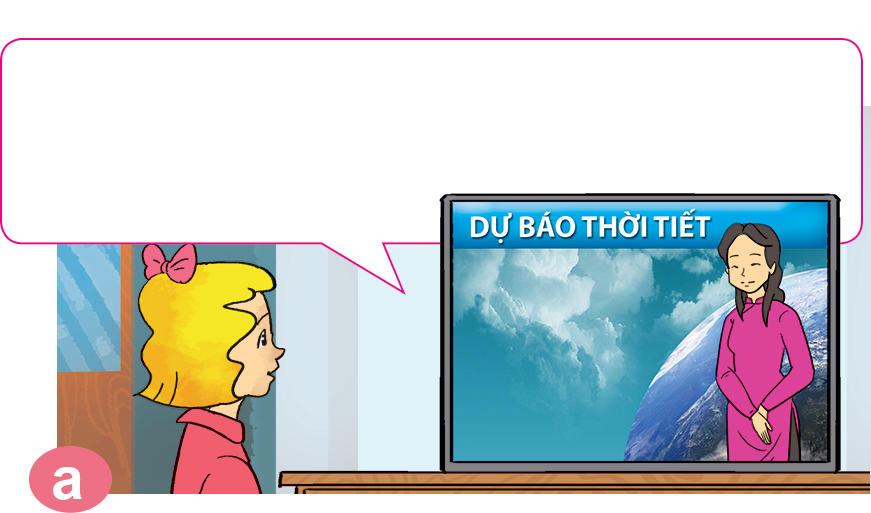 DỰ BÁO THỜI TIẾT
a